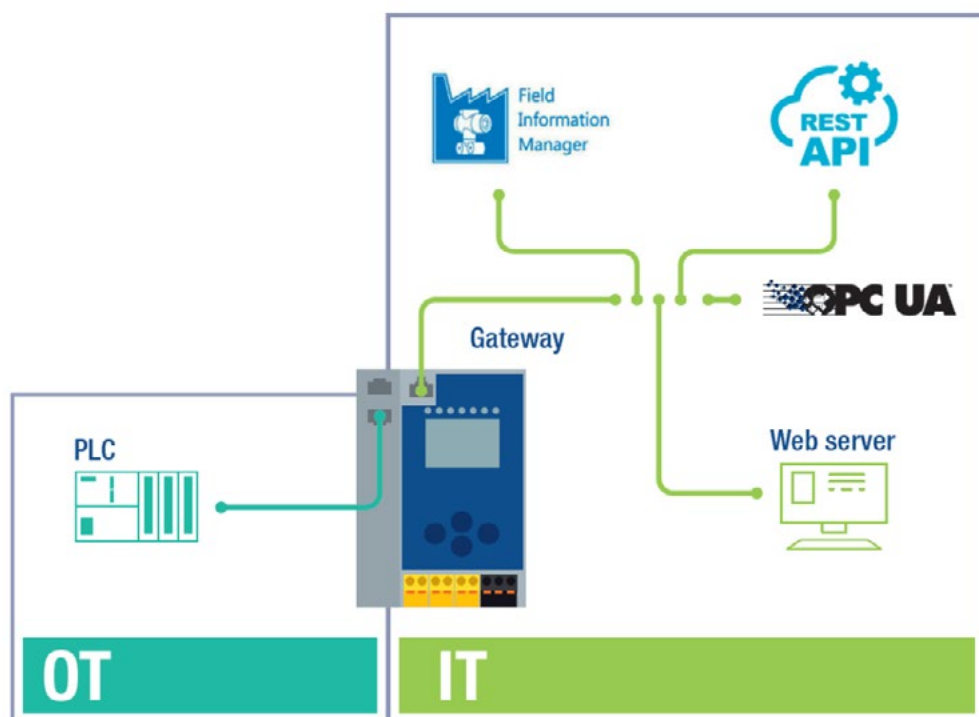 Field
Information
Manager
REST
API
OPC UA
Gateway
PLC
Web server
OT
IT